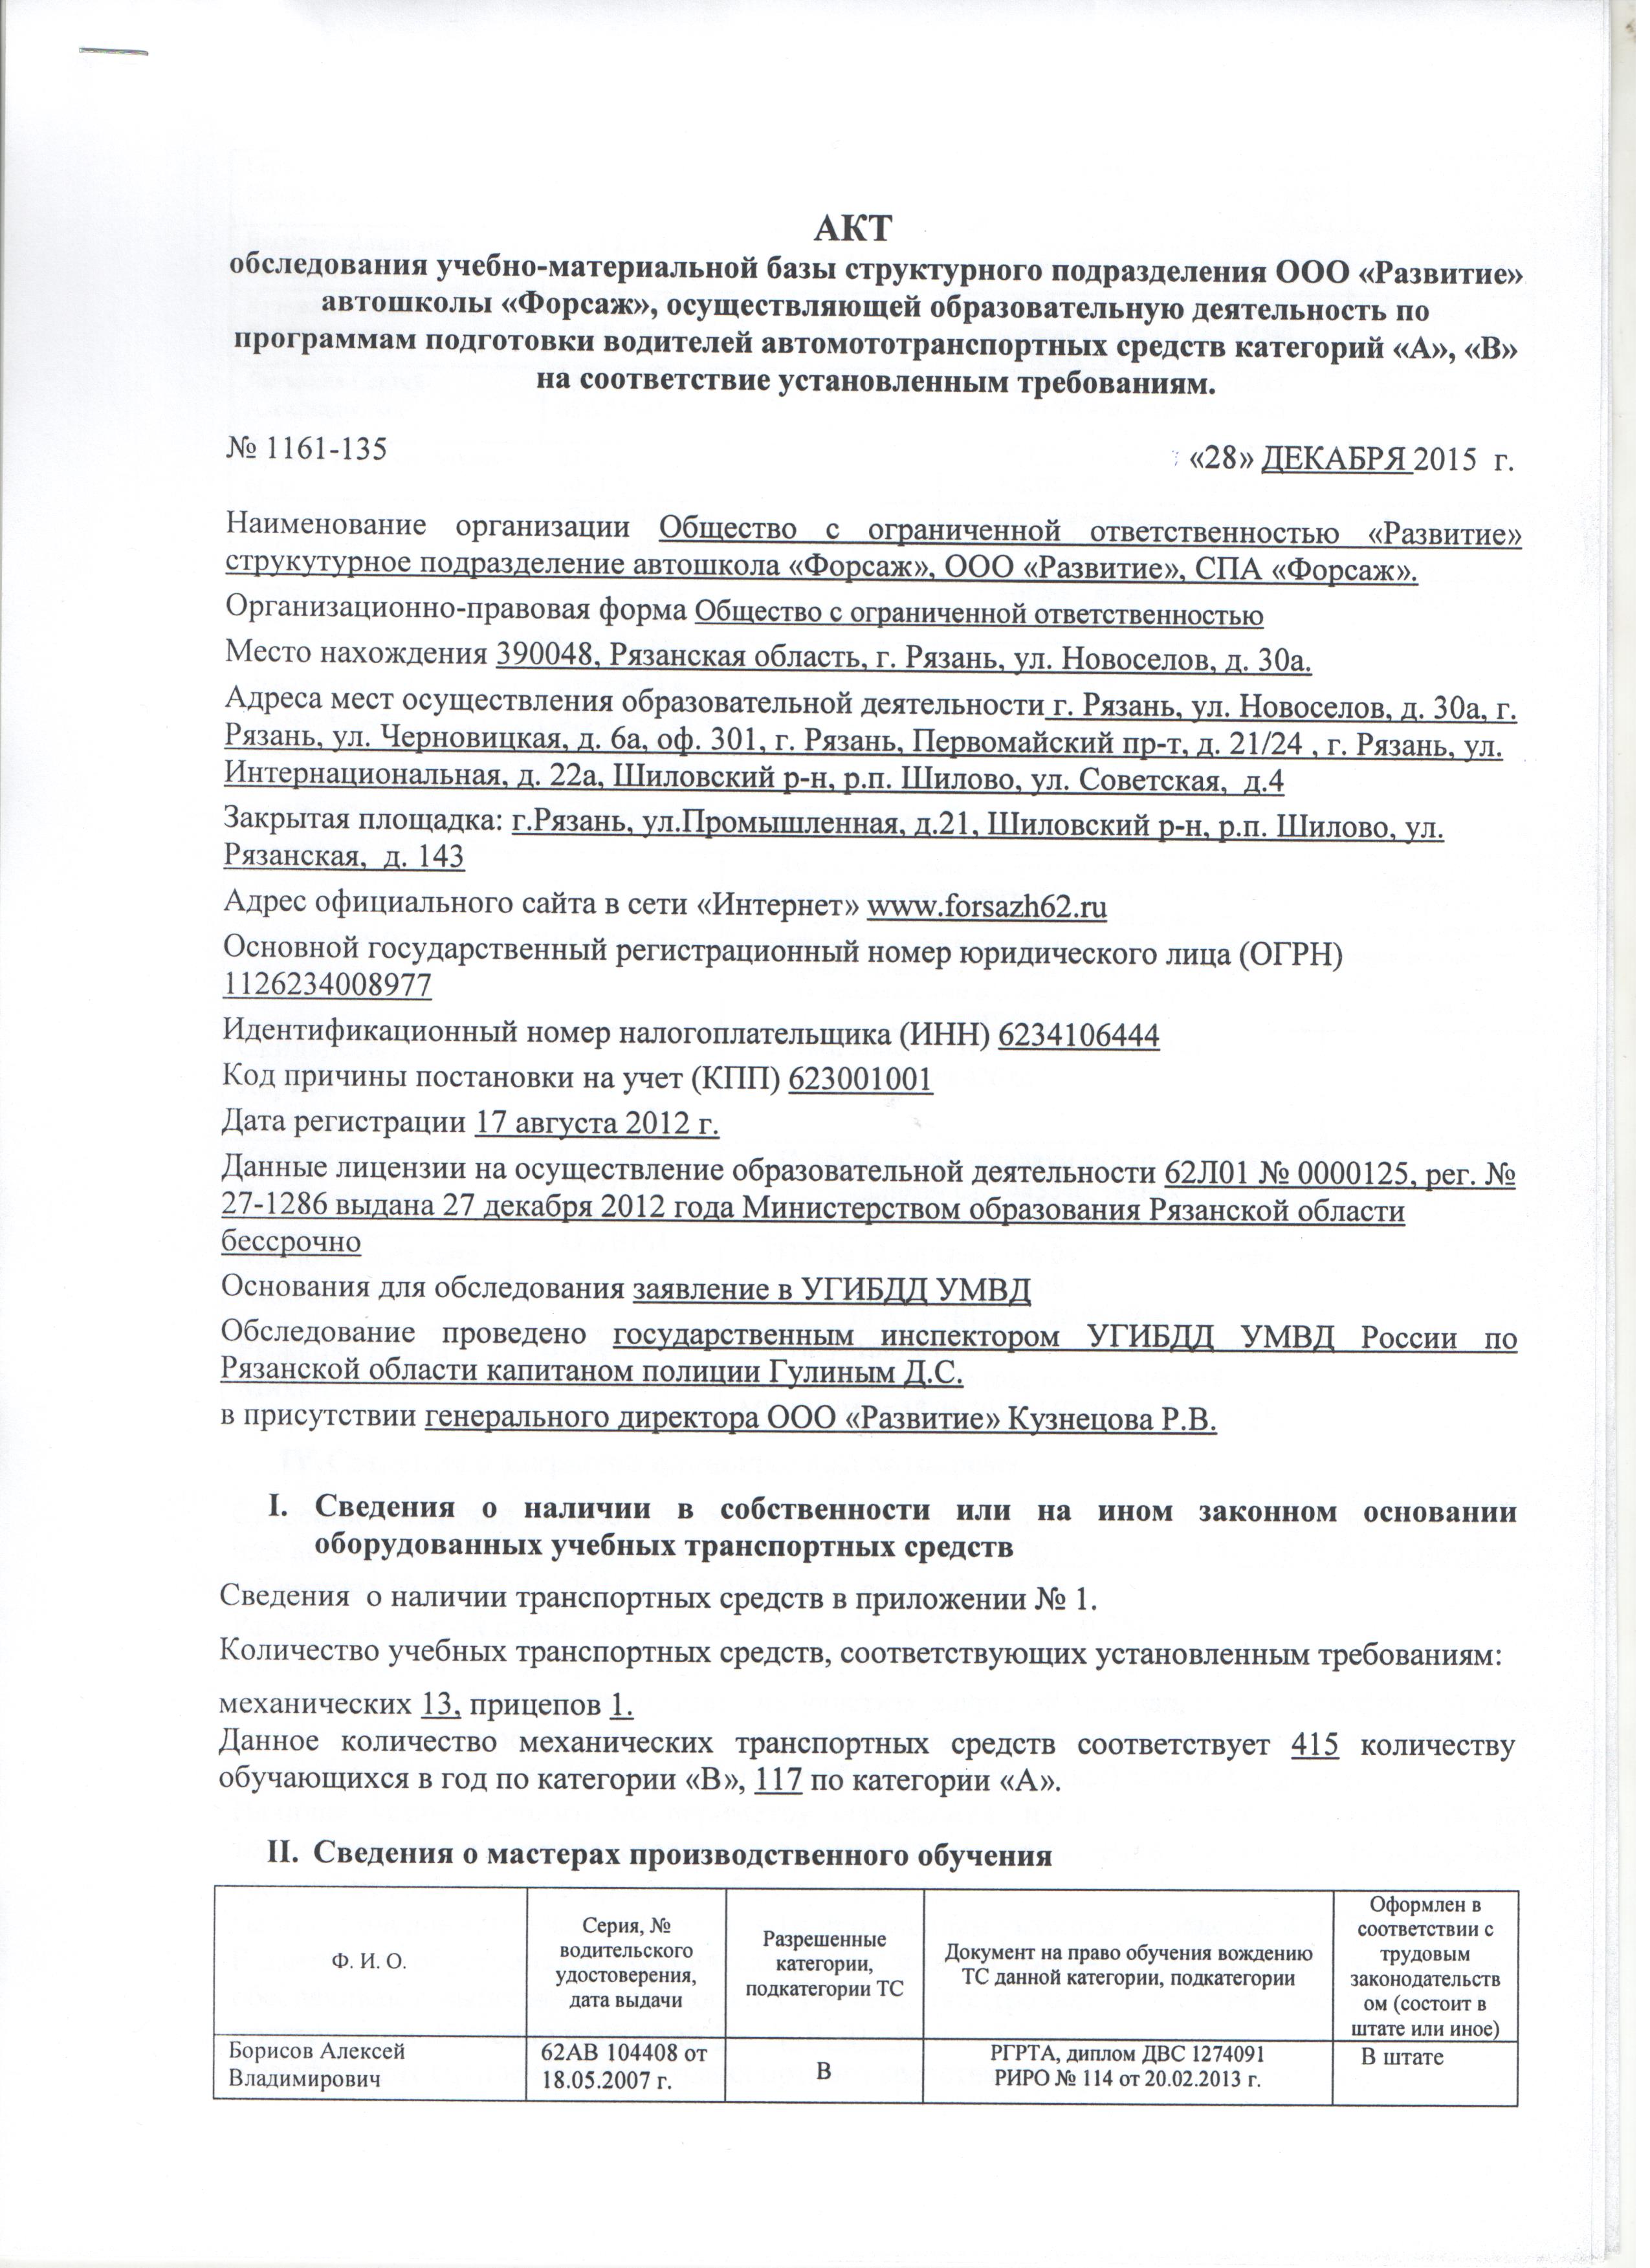 АКТ
обследования учебно-материальной базы структурного подразделения ООО «Развитие»
автошколы «Форсаж», осуществляющей образовательную деятельность по
программам подготовки водителей автомототранспортных средств категорий «А», «В»
на соответствие установленным требованиям.
№ 1161-135 «28» ДЕКАБРЯ 2015 г.
Наименование организации Общество с ограниченной ответственностью «Развитие»
струкутурное подразделение автошкола «Форсаж», ООО «Развитие», СПА «Форсаж».
Организационно-правовая форма Общество с ограниченной ответственностью
Место нахождения 390048, Рязанская область, г. Рязань, ул. Новоселов, д. 30а.
Адреса мест осуществления образовательной деятельности г. Рязань, ул. Новоселов, д. 30а, г.
Рязань, ул. Черновицкая, д. 6а, оф. 301, г. Рязань, Первомайский пр-т, д. 21/24 , г. Рязань, ул.
Интернациональная, д. 22а, Шиловский р-н, р.п. Шилово, ул. Советская, д.4
Закрытая площадка: г.Рязань, ул.Промышленная, д.21, Шиловский р-н, р.п. Шилово, ул.
Рязанская, д. 143
Адрес официального сайта в сети «Интернет» www.forsazh62.ru
Основной государственный регистрационный номер юридического лица (ОГРН)
1126234008977
Идентификационный номер налогоплательщика (ИНН) 6234106444
Код причины постановки на учет (КПП) 623001001
Дата регистрации 17 августа 2012 г.
Данные лицензии на осуществление образовательной деятельности 62Л01 № 0000125, рег. №
27-1286 выдана 27 декабря 2012 года Министерством образования Рязанской области
бессрочно
Основания для обследования заявление в УГИБДД УМВД
Обследование проведено государственным инспектором УГИБДД УМВД России по
Рязанской области капитаном полиции Гулиным Д.С.
в присутствии генерального директора ООО «Развитие» Кузнецова Р.В.
I. Сведения о наличии в собственности или на ином законном основании
оборудованных учебных транспортных средств
Сведения о наличии транспортных средств в приложении № 1.
Количество учебных транспортных средств, соответствующих установленным требованиям:
механических 13, прицепов 1.
Данное количество механических транспортных средств соответствует 415 количеству
обучающихся в год по категории «В», 117 по категории «А».
II. Сведения о мастерах производственного обучения
Ф. И. О.
Серия, №
водительского
удостоверения,
дата выдачи
Разрешенные
категории,
подкатегории ТС
Документ на право обучения вождению
ТС данной категории, подкатегории
Оформлен в
соответствии с
трудовым
законодательств
ом (состоит в
штате или иное)
Борисов Алексей
Владимирович
62АВ 104408 от
18.05.2007 г.
В
РГРТА, диплом ДВС 1274091
РИРО № 114 от 20.02.2013 г.
В штате